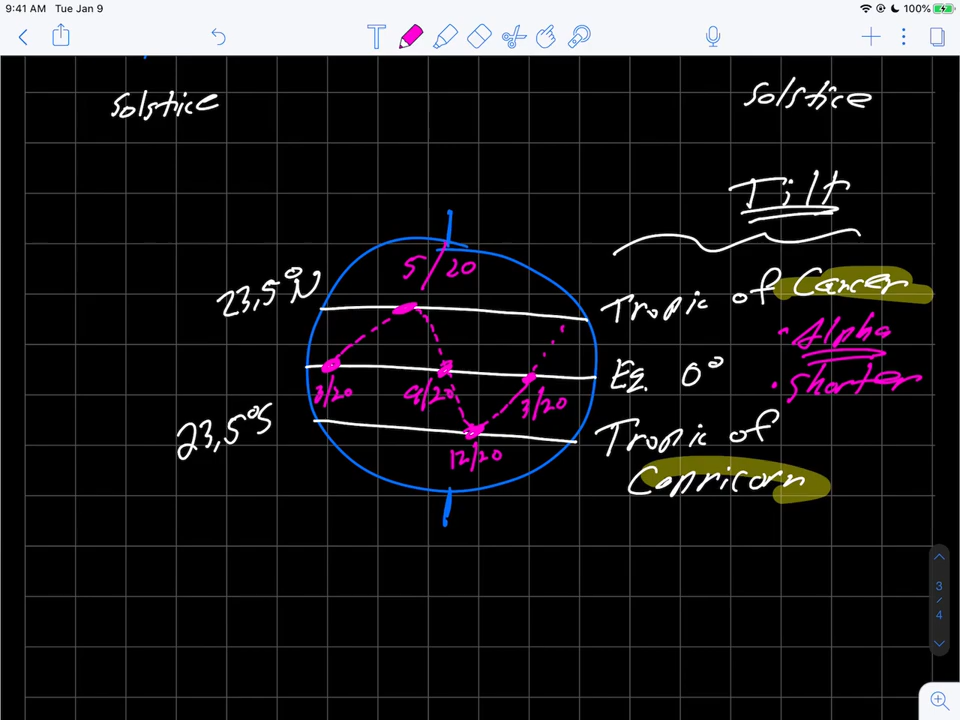 9:41 AM Tue Jan 9
100%
solstice
solstice
Tilt
5/20
23,5°N
Tropic of Cancer
• Alpha
• shorter
3/20
9/20
3/20
Eq. 0°
23,5°S
12/20
Tropic of
Capricorn
3
/
4